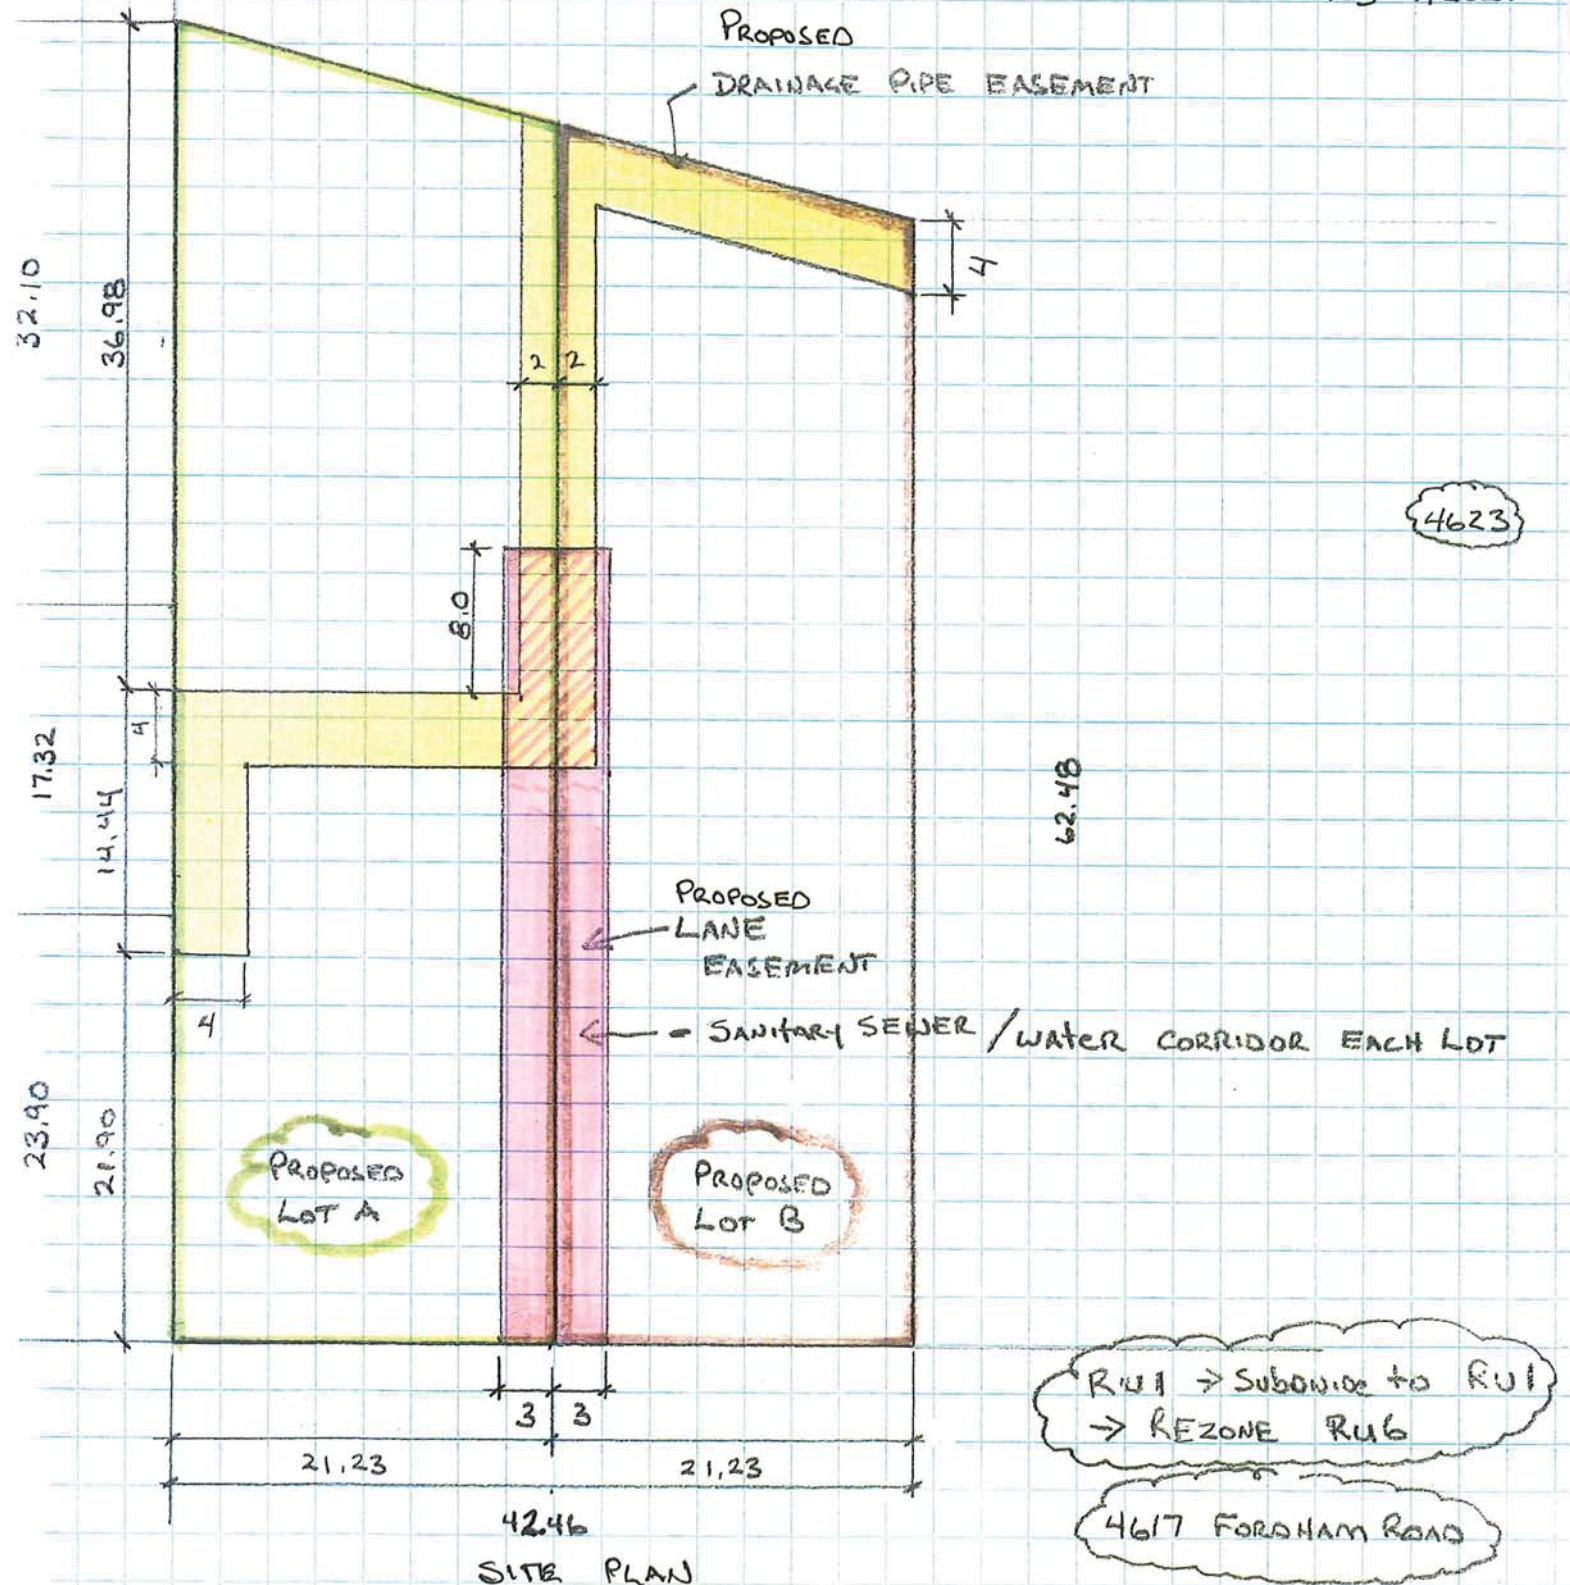 PROPOSED
DRAINAGE PIPE EASEMENT
4
32.10
36.98
2 2
4623
8.0
4
17.32
14.44
62.48
PROPOSED
LANE
EASEMENT
4
- SANITARY SEWER / WATER CORRIDOR EACH LOT
23.90
21.90
PROPOSED
LOT A
PROPOSED
LOT B
3 3
RU1 → SUBDIVIDE to RU1
→ REZONE RU6
21.23
21.23
42.46
4617 FORDHAM ROAD
SITE PLAN